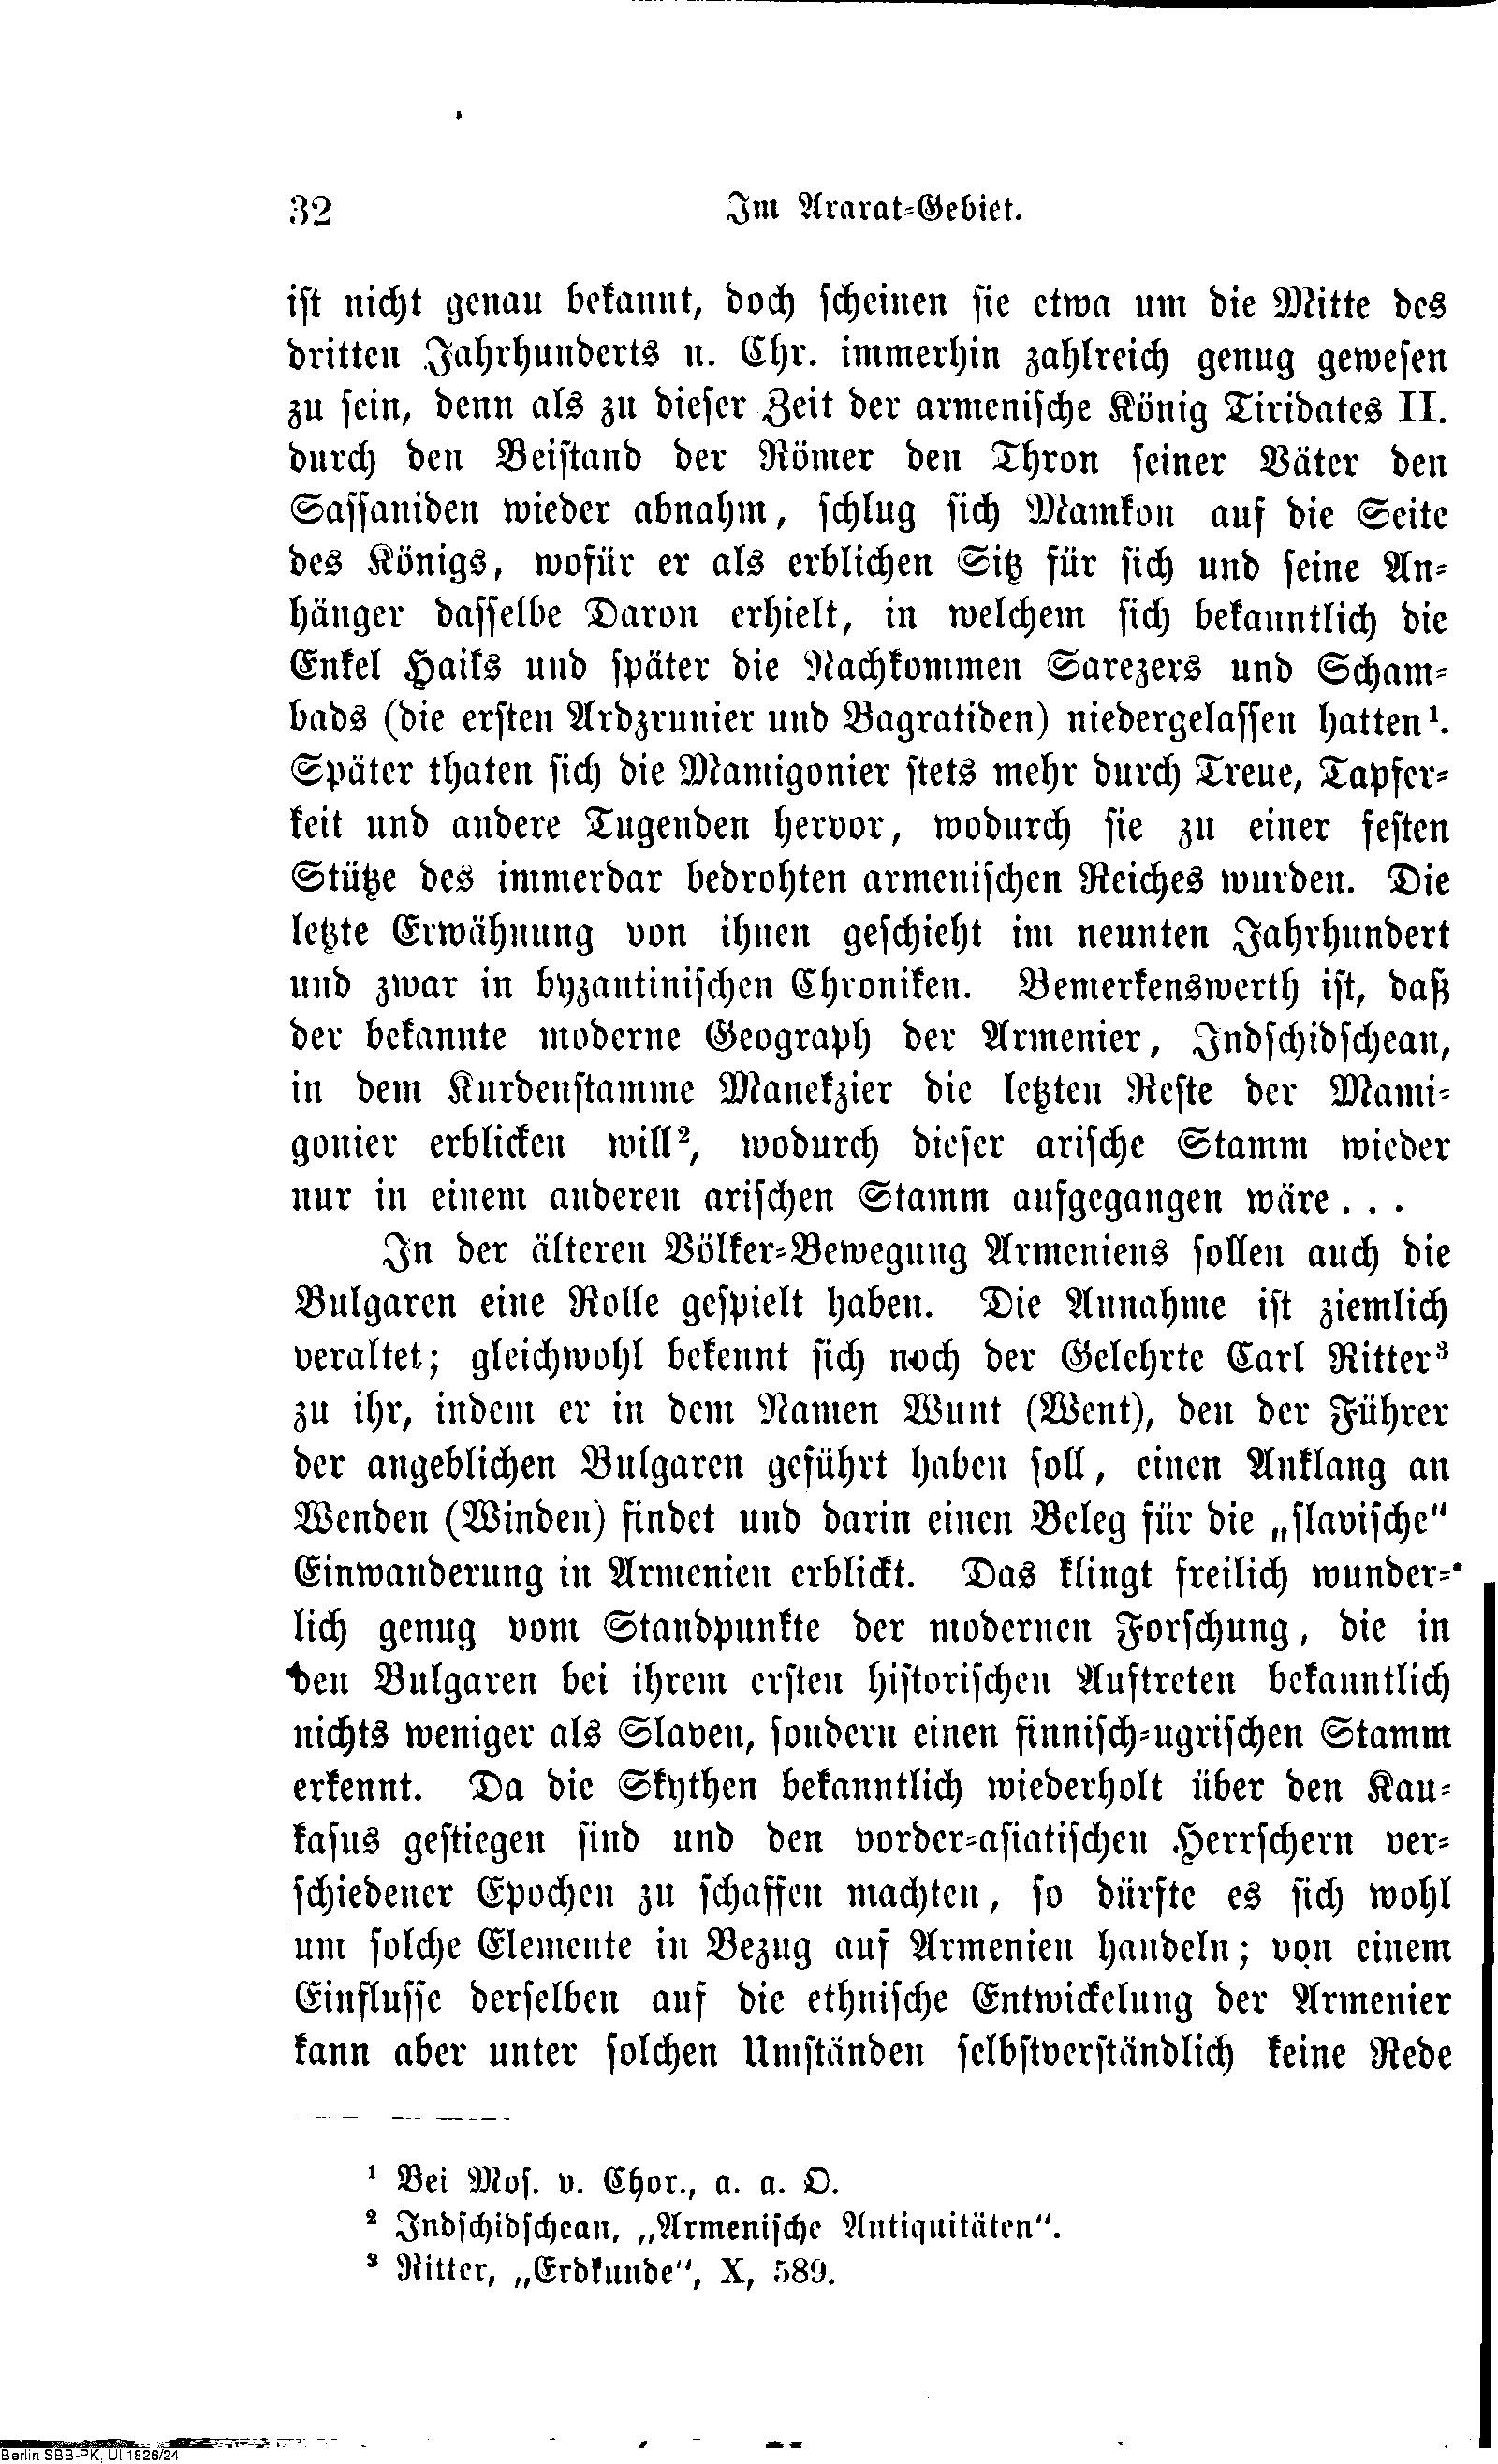 32
Im Ararat-Gebiet.
ist nicht genau bekannt, doch scheinen sie etwa um die Mitte des
dritten Jahrhunderts n. Chr. immerhin zahlreich genug gewesen
zu sein, denn als zu dieser Zeit der armenische König Tiridates II.
durch den Beistand der Römer den Thron seiner Väter den
Sassaniden wieder abnahm, schlug sich Mamkon auf die Seite
des Königs, wofür er als erblichen Sitz für sich und seine An-
hänger dasselbe Daron erhielt, in welchem sich bekanntlich die
Enkel Haiks und später die Nachkommen Sarezers und Scham-
bads (die ersten Ardzrunier und Bagratiden) niedergelassen hatten¹.
Später thaten sich die Mamigonier stets mehr durch Treue, Tapfer-
keit und andere Tugenden hervor, wodurch sie zu einer festen
Stütze des immerdar bedrohten armenischen Reiches wurden. Die
letzte Erwähnung von ihnen geschieht im neunten Jahrhundert
und zwar in byzantinischen Chroniken. Bemerkenswerth ist, daß
der bekannte moderne Geograph der Armenier, Indschidschean,
in dem Kurdenstamme Manekzier die letzten Reste der Mami-
gonier erblicken will², wodurch dieser arische Stamm wieder
nur in einem anderen arischen Stamm aufgegangen wäre . . .
In der älteren Völker-Bewegung Armeniens sollen auch die
Bulgaren eine Rolle gespielt haben. Die Annahme ist ziemlich
veraltet; gleichwohl bekennt sich noch der Gelehrte Carl Ritter³
zu ihr, indem er in dem Namen Wunt (Went), den der Führer
der angeblichen Bulgaren geführt haben soll, einen Anklang an
Wenden (Winden) findet und darin einen Beleg für die „slavische“
Einwanderung in Armenien erblickt. Das klingt freilich wunder-
lich genug vom Standpunkte der modernen Forschung, die in
den Bulgaren bei ihrem ersten historischen Auftreten bekanntlich
nichts weniger als Slaven, sondern einen finnisch-ugrischen Stamm
erkennt. Da die Skythen bekanntlich wiederholt über den Kau-
kasus gestiegen sind und den vorder-asiatischen Herrschern ver-
schiedener Epochen zu schaffen machten, so dürfte es sich wohl
um solche Elemente in Bezug auf Armenien handeln; von einem
Einflusse derselben auf die ethnische Entwickelung der Armenier
kann aber unter solchen Umständen selbstverständlich keine Rede
¹ Bei Mos. v. Chor., a. a. O.
² Indschidschean, „Armenische Antiquitäten“.
³ Ritter, „Erdkunde“, X, 589.
Berlin SBB-PK, Ul 1826/24